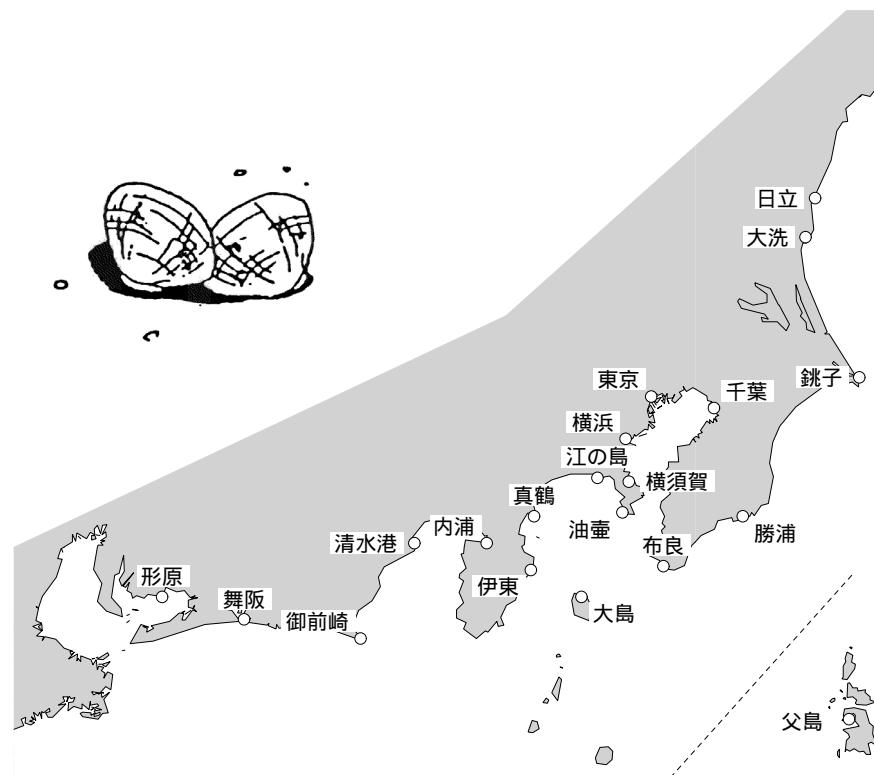 日立
大洗
銚子
東京
千葉
横浜
江の島
横須賀
真鶴
油壷
内浦
清水港
布良
勝浦
形原
伊東
舞阪
御前崎
大島
父島